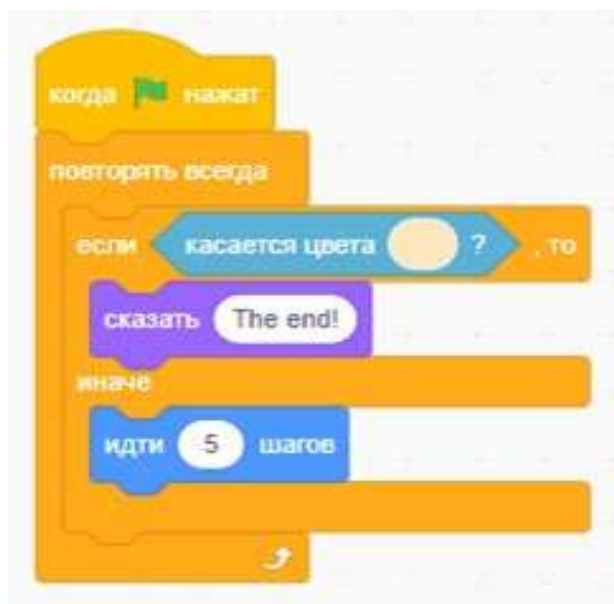 когда нажат
повторять всегда
если касается цвета ? , то
сказать The end!
иначе
идти 5 шагов